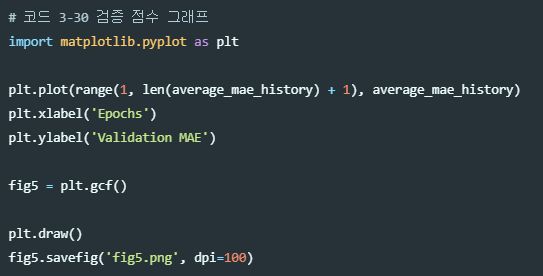 # 코드 3-30 검증 점수 그래프
import matplotlib.pyplot as plt
plt.plot(range(1, len(average_mae_history) + 1), average_mae_history)
plt.xlabel('Epochs')
plt.ylabel('Validation MAE')
fig5 = plt.gcf()
plt.draw()
fig5.savefig('fig5.png', dpi=100)